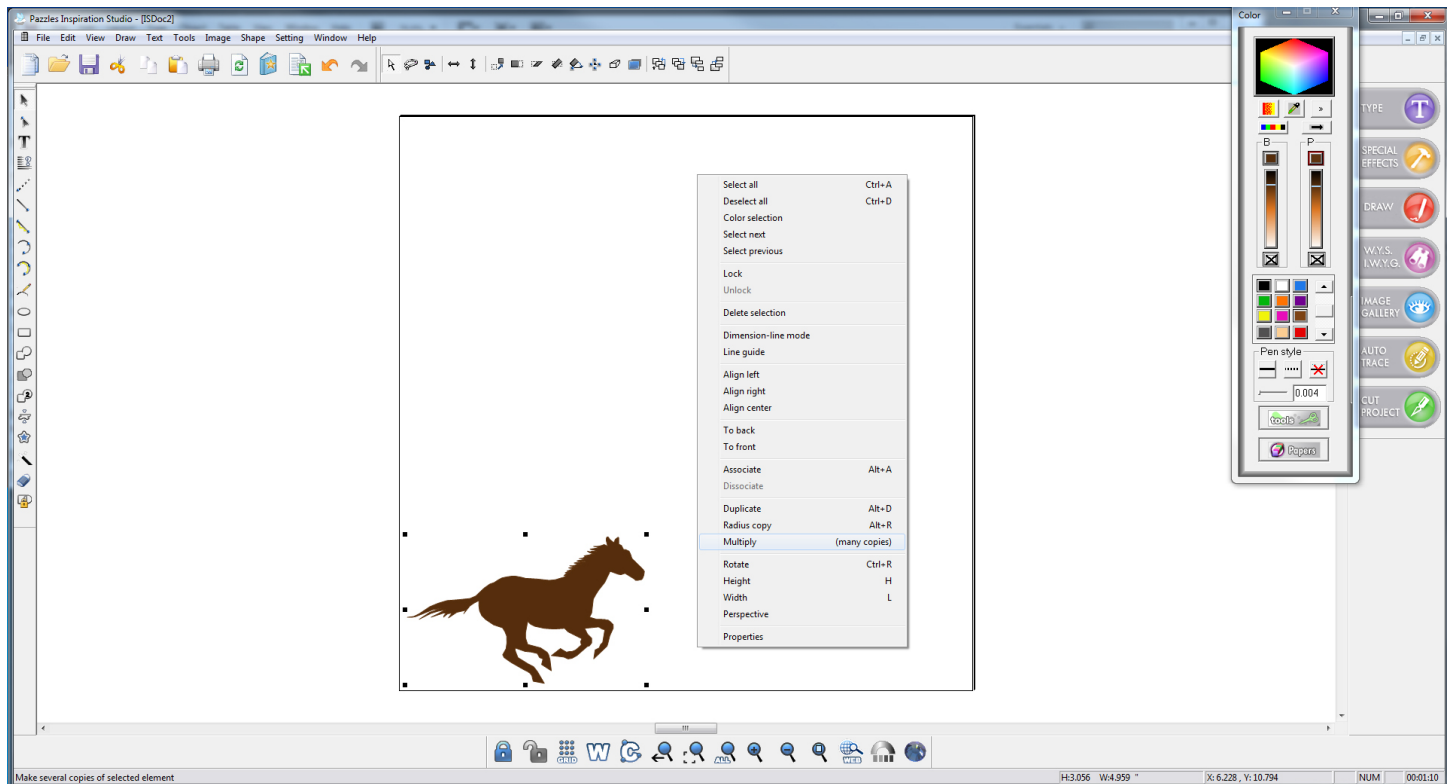 Pazzles Inspiration Studio - [ISDoc2]
File Edit View Draw Text Tools Image Shape Setting Window Help
Select all Ctrl+A
Deselect all Ctrl+D
Color selection
Select next
Select previous
Lock
Unlock
Delete selection
Dimension-line mode
Line guide
Align left
Align right
Align center
To back
To front
Associate Alt+A
Dissociate
Duplicate Alt+D
Radius copy Alt+R
Multiply (many copies)
Rotate Ctrl+R
Height H
Width L
Perspective
Properties
Color
B P
Pen style
0.004
tools
Papers
TYPE
SPECIAL
EFFECTS
DRAW
W.Y.S.
I.W.Y.G.
IMAGE
GALLERY
AUTO
TRACE
CUT
PROJECT
GRID
ALL
WEB
Make several copies of selected element
H:3.056 W:4.959 "
X: 6.228 , Y: 10.794
NUM
00:01:10